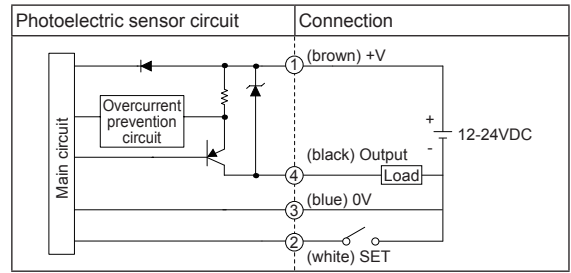 Photoelectric sensor circuit
Connection
Main circuit
Overcurrent
prevention
circuit
1
(brown) +V
+
-
12-24VDC
(black) Output
4
Load
(blue) 0V
3
2
(white) SET